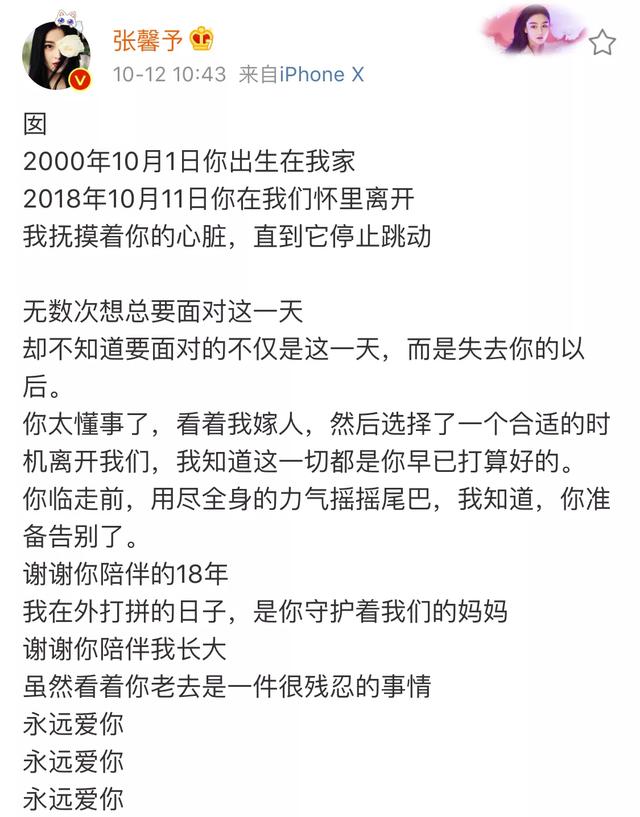 张馨予
10-12 10:43 来自iPhone X
囡
2000年10月1日你出生在我家
2018年10月11日你在我们怀里离开
我抚摸着你的心脏，直到它停止跳动
无数次想总要面对这一天
却不知道要面对的不仅是这一天，而是失去你的以
后。
你太懂事了，看着我嫁人，然后选择了一个合适的时
机离开我们，我知道这一切都是你早已打算好的。
你临走前，用尽全身的力气摇摇尾巴，我知道，你准
备告别了。
谢谢你陪伴的18年
我在外打拼的日子，是你守护着我们的妈妈
谢谢你陪伴我长大
虽然看着你老去是一件很残忍的事情
永远爱你
永远爱你
永远爱你